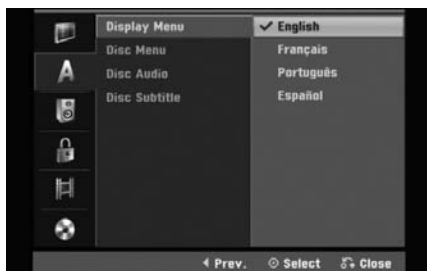 A
Display Menu
Disc Menu
Disc Audio
Disc Subtitle
✓ English
Français
Português
Español
Prev. Select Close